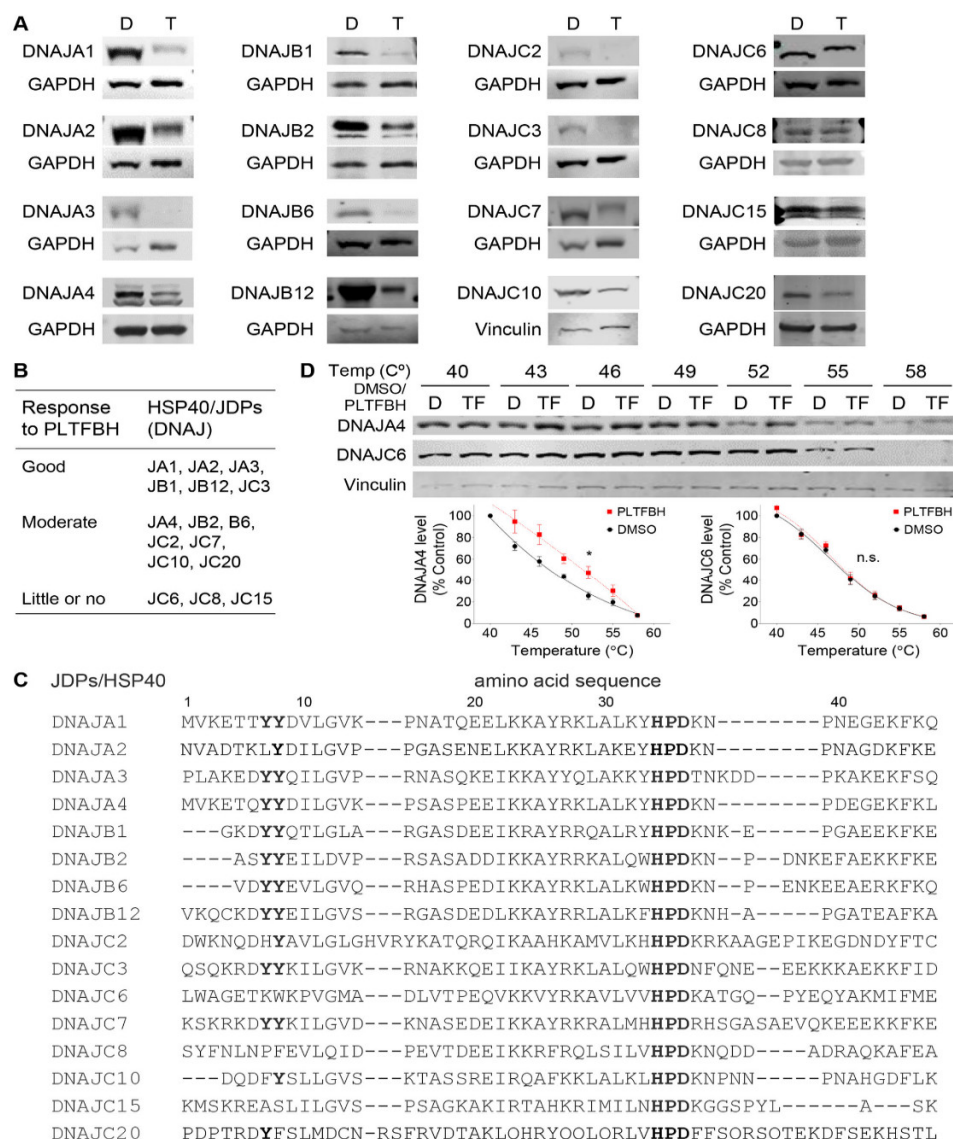 A
D T D T D T D T
DNAJA1 DNAJB1 DNAJC2 DNAJC6
GAPDH GAPDH GAPDH GAPDH
DNAJA2 DNAJB2 DNAJC3 DNAJC8
GAPDH GAPDH GAPDH GAPDH
DNAJA3 DNAJB6 DNAJC7 DNAJC15
GAPDH GAPDH GAPDH GAPDH
DNAJA4 DNAJB12 DNAJC10 DNAJC20
GAPDH GAPDH Vinculin GAPDH
B
Response to PLTFBH HSP40/JDPs (DNAJ)
Good JA1, JA2, JA3,
JB1, JB12, JC3
Moderate JA4, JB2, B6,
JC2, JC7,
JC10, JC20
Little or no JC6, JC8, JC15
D
Temp (Cº) 40 43 46 49 52 55 58
DMSO/
PLTFBH D TF D TF D TF D TF D TF D TF D TF
DNAJA4
DNAJC6
Vinculin
DNAJA4 level
(% Control)
100
80
60
40
20
0
PLTFBH
DMSO
*
40 45 50 55 60
Temperature (°C)
DNAJC6 level
(% Control)
100
80
60
40
20
0
PLTFBH
DMSO
n.s.
40 45 50 55 60
Temperature (°C)
C JDPs/HSP40 amino acid sequence
1 10 20 30 40
DNAJA1 MVKETTYYDVLGVK---PNATQEELKKAYRKLALKYHPDKN--------PNEGEKFKQ
DNAJA2 NVADTKLYDILGVP---PGASENELKKAYRKLAKEYHPDKN--------PNAGDKFKE
DNAJA3 PLAKEDYYQILGVP---RNASQKEIKKAYYQLAKKYHPDTNKDD-----PKAKEKFSQ
DNAJA4 MVKETQYYDILGVK---PSASPEEIKKAYRKLALKYHPDKN--------PDEGEKFKL
DNAJB1 ---GKDYYQTLGLA---RGASDEEIKRAYRRQALRYHPDKNK-E-----PGAEEKFKE
DNAJB2 ----ASYYEILDVP---RSASADDIKKAYRRKALQWHPDKN--P--DNKEFAEKKFKE
DNAJB6 ----VDYYEVLGVQ---RHASPEDIKKAYRKLALKWHPDKN--P--ENKEEAERKFKQ
DNAJB12 VKQCKDYYEILGVS---RGASDEDLKKAYRRLALKFHPDKNH-A-----PGATEAFKA
DNAJC2 DWKNQDHYAVLGLGHVRYKATQRQIKAAHKAMVLKHHPDKRKAAGEPIKEGDNDYFTC
DNAJC3 QSQKRDYYKILGVK---RNAKKQEIIKAYRKLALQWHPDNFQNE--EEKKKAEKKFID
DNAJC6 LWAGETKWKPVGMA---DLVTPEQVKKVYRKAVLVVHPDKATGQ--PYEQYAKMIFME
DNAJC7 KSKRKDYYKILGVD---KNASEDEIKKAYRKRALMHHPDRHSGASAEVQKEEEKKFKE
DNAJC8 SYFNLNPFEVLQID---PEVTDEEIKKRFRQLSILVHPDKNQDD----ADRAQKAFEA
DNAJC10 ---DQDFYSLLGVS---KTASSREIRQAFKKLALKLHPDKNPNN-----PNAHGDFLK
DNAJC15 KMSKREASLILGVS---PSAGKAKIRTAHKRIMILNHPDKGGSPYL-------A--SK
DNAJC20 PDPTRDYFSLMDCN-RSFRVDTAKLQHRYQQLQRLVHPDFFSQRSQTEKDFSEKHSTL